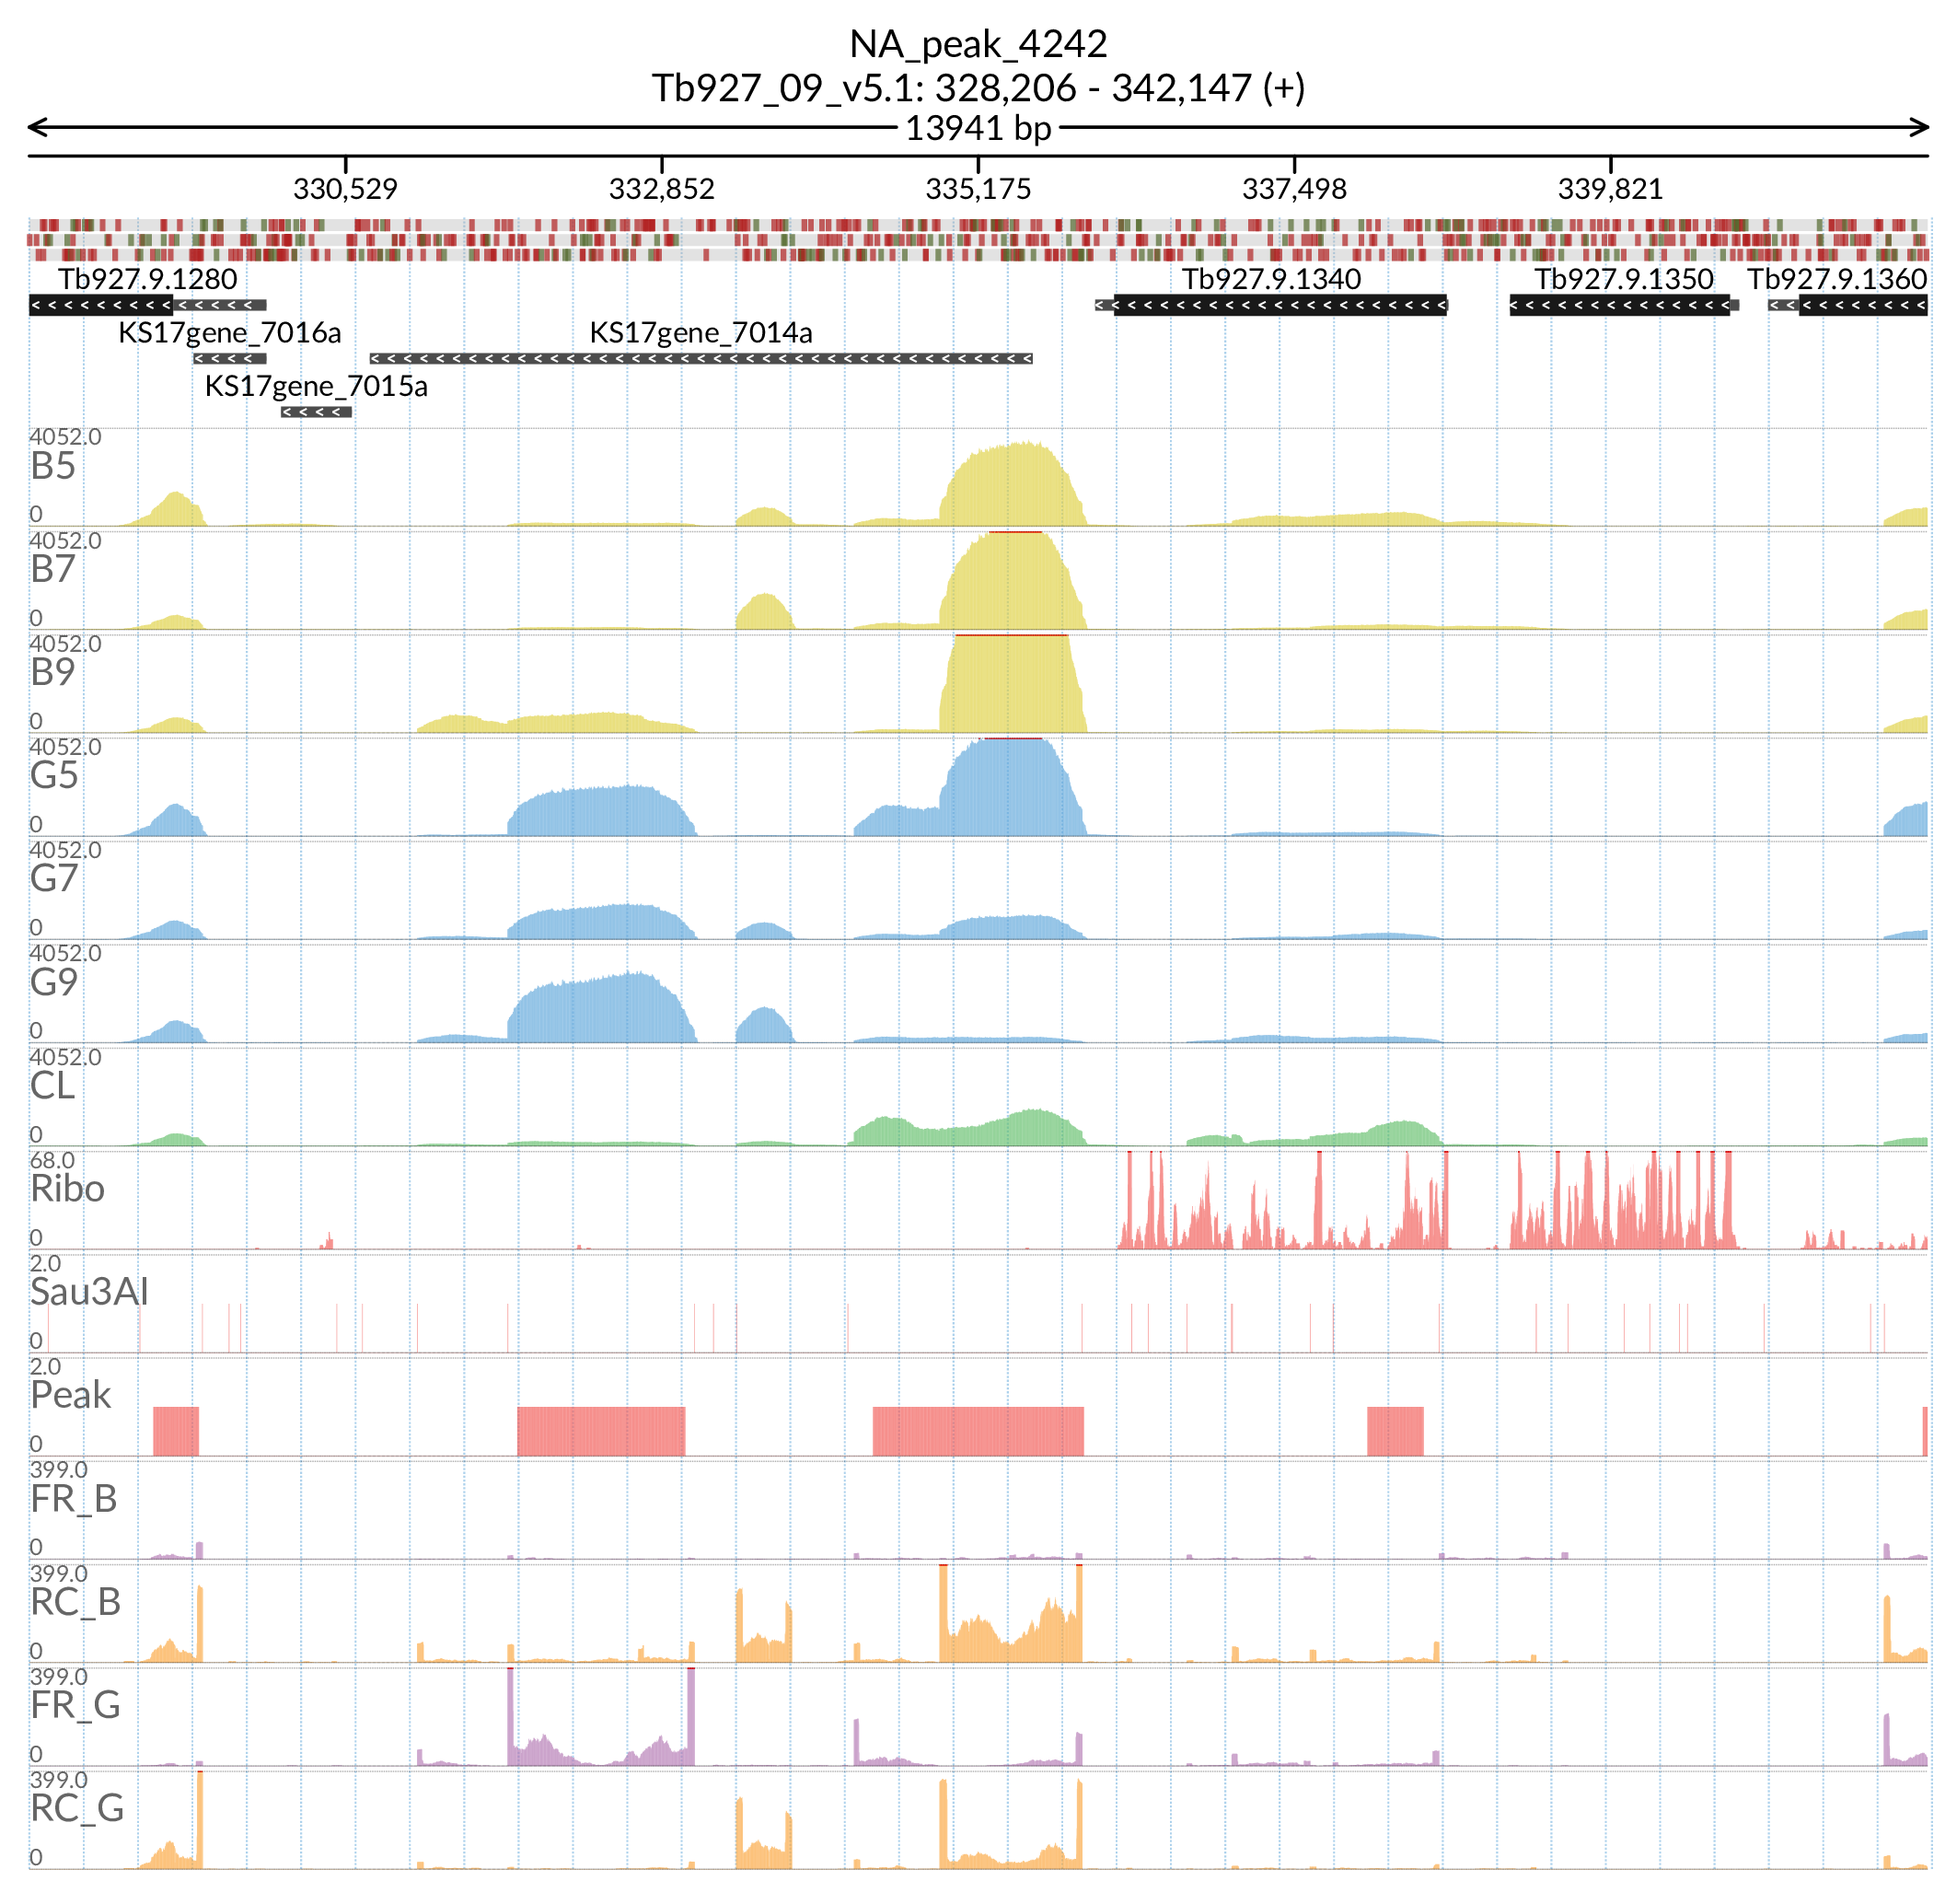 NA_peak_4242
Tb927_09_v5.1: 328,206 - 342,147 (+)
13941 bp
330,529 332,852 335,175 337,498 339,821
Tb927.9.1280 Tb927.9.1340 Tb927.9.1350 Tb927.9.1360
KS17gene_7016a KS17gene_7014a
KS17gene_7015a
4052.0
B5
0
4052.0
B7
0
4052.0
B9
0
4052.0
G5
0
4052.0
G7
0
4052.0
G9
0
4052.0
CL
0
68.0
Ribo
0
2.0
Sau3AI
0
2.0
Peak
0
399.0
FR_B
0
399.0
RC_B
0
399.0
FR_G
0
399.0
RC_G
0